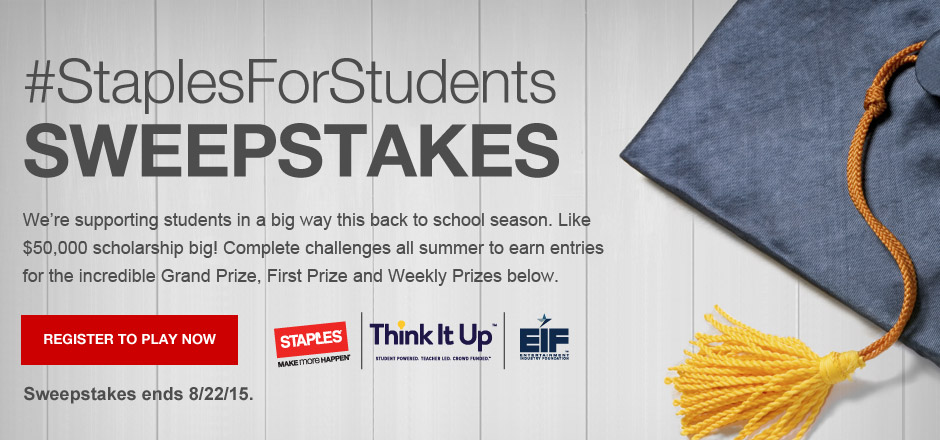 #StaplesForStudents
SWEEPSTAKES
We're supporting students in a big way this back to school season. Like
$50,000 scholarship big! Complete challenges all summer to earn entries
for the incredible Grand Prize, First Prize and Weekly Prizes below.
REGISTER TO PLAY NOW
STAPLES
MAKE more HAPPEN
Think It Up™
STUDENT POWERED. TEACHER LED. CROWD FUNDED.™
EIF
ENTERTAINMENT
INDUSTRY FOUNDATION
Sweepstakes ends 8/22/15.